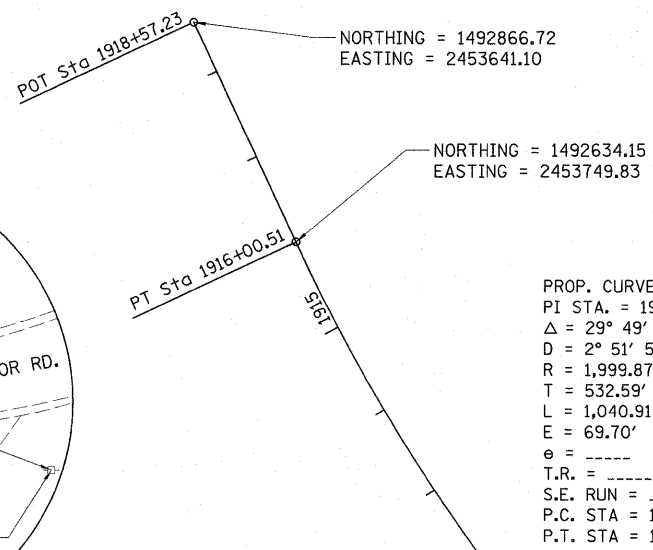 POT Sta 1918+57.23
NORTHING = 1492866.72
EASTING = 2453641.10
NORTHING = 1492634.15
EASTING = 2453749.83
PT Sta 1916+00.51
1915
OR RD.
PROP. CURVE
PI STA. = 19
Δ = 29° 49'
D = 2° 51' 5
R = 1,999.87
T = 532.59'
L = 1,040.91
E = 69.70'
e = _____
T.R. = _____
S.E. RUN = _
P.C. STA = 1
P.T. STA = 1